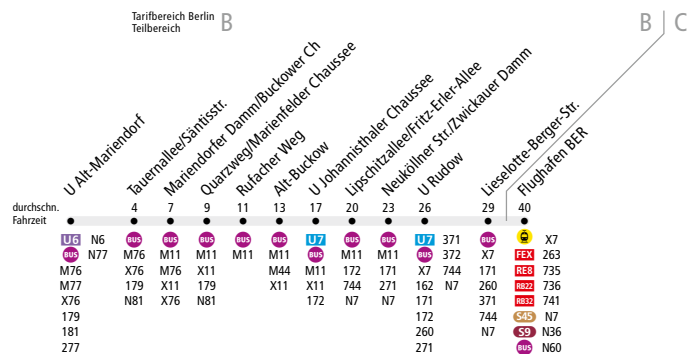 Tarifbereich Berlin B
Teilbereich
B | C
U Alt-Mariendorf
Tauernallee/Säntisstr.
Mariendorfer Damm/Buckower Ch
Quarzweg/Marienfelder Chaussee
Rufacher Weg
Alt-Buckow
U Johannisthaler Chaussee
Lipschitzallee/Fritz-Erler-Allee
Neuköllner Str./Zwickauer Damm
U Rudow
Lieselotte-Berger-Str.
Flughafen BER
durchschn. 4 7 9 11 13 17 20 23 26 29 40
Fahrzeit
U6 N6
BUS N77
M76
M77
X76
179
181
277
BUS
M76
X76
179
N81
BUS
M11
M76
179
X76
BUS
M11
X11
X11
N81
BUS
M11
BUS
M11
M44
X11
U7
BUS
M11
X11
172
BUS
M11
172
744
N7
BUS
M11
171
271
N7
U7 371
BUS 372
X7 744
162 N7
171
172
260
271
BUS
X7
171
260
371
744
N7
X7
FEX 263
RE8 735
RB22 736
RB32 741
S45 N7
S9 N36
BUS N60